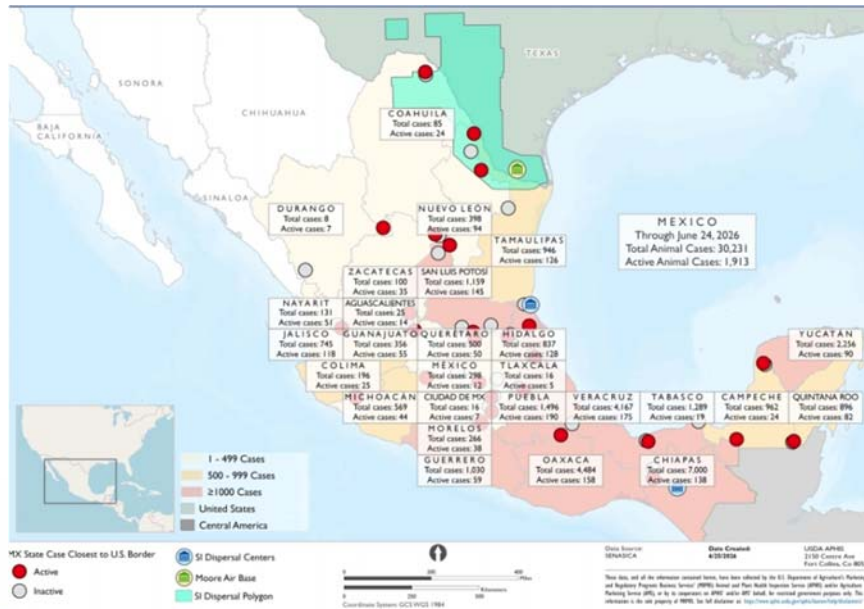 TEXAS
SONORA
CHIHUAHUA
BAJA
CALIFORNIA
SINALOA
COAHUILA
Total cases: 85
Active cases: 24
DURANGO
Total cases: 8
Active cases: 7
NUEVO LEÓN
Total cases: 398
Active cases: 94
TAMAULIPAS
Total cases: 946
Active cases: 126
MEXICO
Through June 24, 2026
Total Animal Cases: 30,231
Active Animal Cases: 1,913
ZACATECAS
Total cases: 100
Active cases: 35
SAN LUIS POTOSÍ
Total cases: 1,159
Active cases: 145
NAYARIT
Total cases: 131
Active cases: 51
AGUASCALIENTES
Total cases: 25
Active cases: 14
JALISCO
Total cases: 745
Active cases: 118
GUANAJUATO
Total cases: 356
Active cases: 55
QUERÉTARO
Total cases: 500
Active cases: 50
HIDALGO
Total cases: 837
Active cases: 128
YUCATÁN
Total cases: 2,256
Active cases: 90
COLIMA
Total cases: 196
Active cases: 25
MÉXICO
Total cases: 298
Active cases: 12
TLAXCALA
Total cases: 16
Active cases: 5
MICHOACÁN
Total cases: 569
Active cases: 44
CIUDAD DE MX
Total cases: 16
Active cases: 7
PUEBLA
Total cases: 1,496
Active cases: 190
VERACRUZ
Total cases: 4,167
Active cases: 175
TABASCO
Total cases: 1,289
Active cases: 19
CAMPECHE
Total cases: 962
Active cases: 24
QUINTANA ROO
Total cases: 896
Active cases: 82
MORELOS
Total cases: 266
Active cases: 38
GUERRERO
Total cases: 1,030
Active cases: 59
OAXACA
Total cases: 4,484
Active cases: 158
CHIAPAS
Total cases: 7,000
Active cases: 138
1 - 499 Cases
500 - 999 Cases
≥1000 Cases
United States
Central America
MX State Case Closest to U.S. Border
Active
Inactive
SI Dispersal Centers
Moore Air Base
SI Dispersal Polygon
Coordinate System: GCS WGS 1984
Data Source
SENASICA
Date Created:
6/25/2026
USDA APHIS
2150 Centre Ave
Fort Collins, Co 805